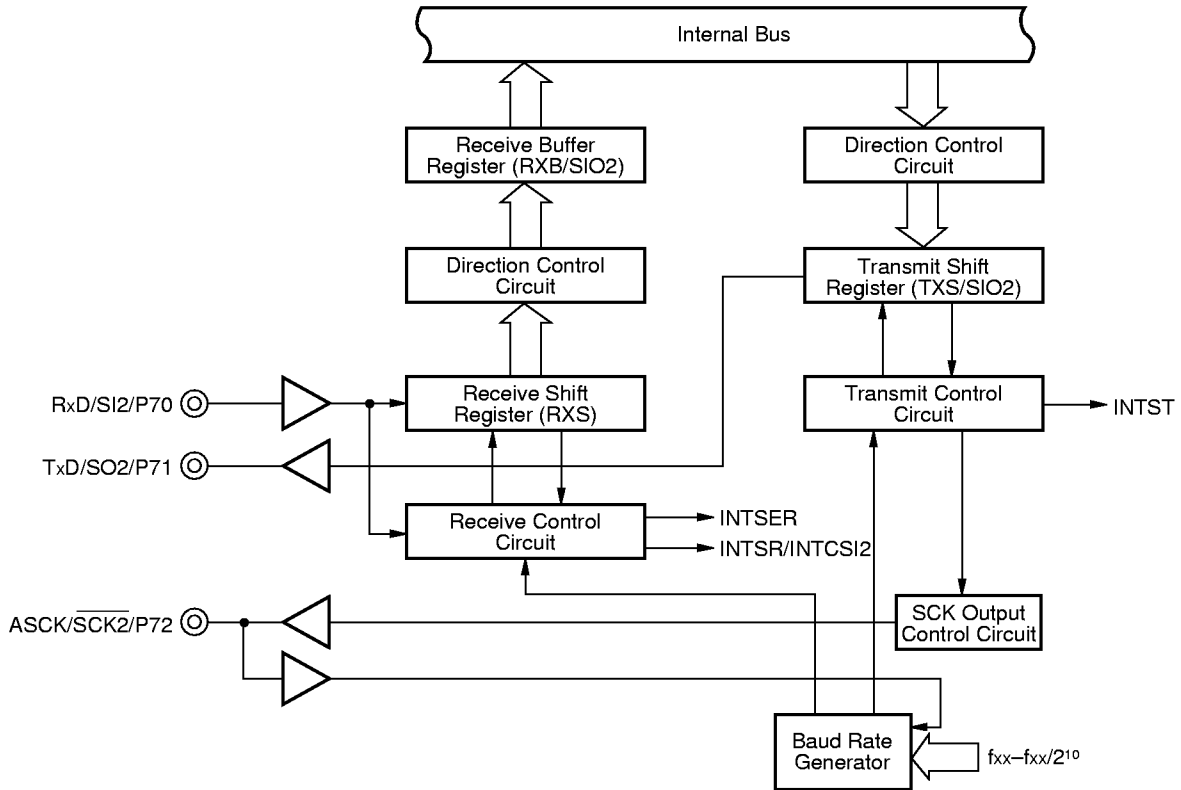 Internal Bus
Receive Buffer
Register (RXB/SIO2)
Direction Control
Circuit
Direction Control
Circuit
Transmit Shift
Register (TXS/SIO2)
RxD/SI2/P70
Receive Shift
Register (RXS)
Transmit Control
Circuit
INTST
TxD/SO2/P71
Receive Control
Circuit
INTSER
INTSR/INTCSI2
ASCK/S̅C̅K̅2̅/P72
SCK Output
Control Circuit
Baud Rate
Generator
fxx–fxx/2¹⁰